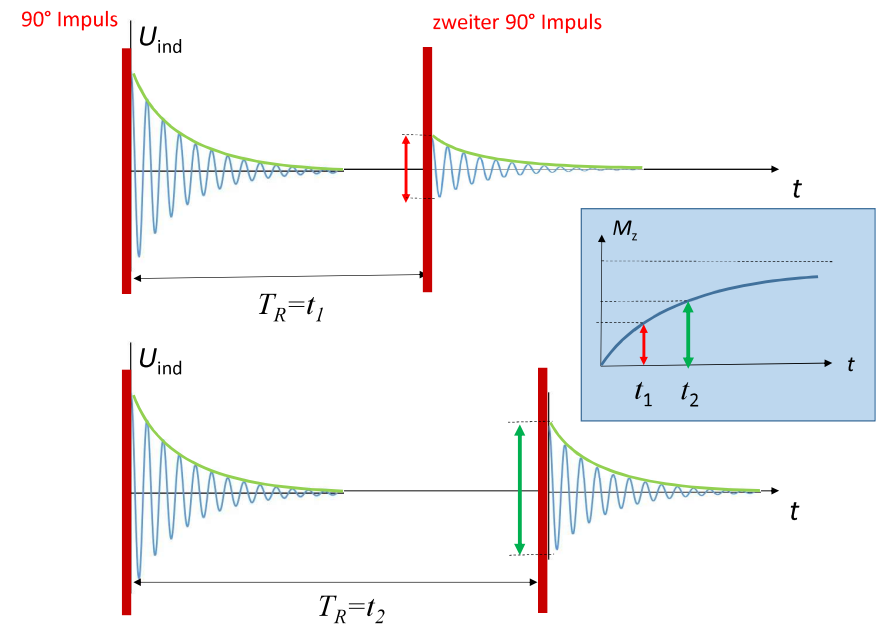 90° Impuls
zweiter 90° Impuls
U_ind
t
T_R=t_1
M_z
t
t_1 t_2
U_ind
t
T_R=t_2